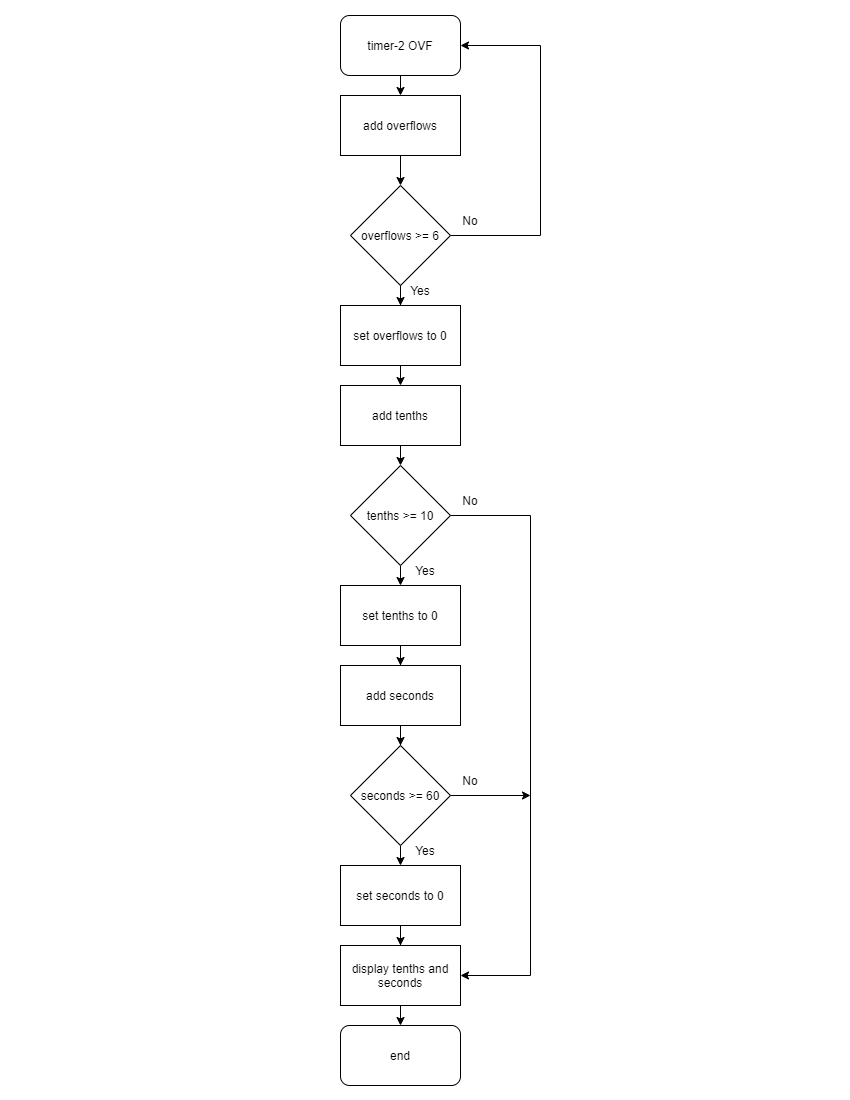 timer-2 OVF
add overflows
overflows >= 6
No
Yes
set overflows to 0
add tenths
tenths >= 10
No
Yes
set tenths to 0
add seconds
seconds >= 60
No
Yes
set seconds to 0
display tenths and
seconds
end